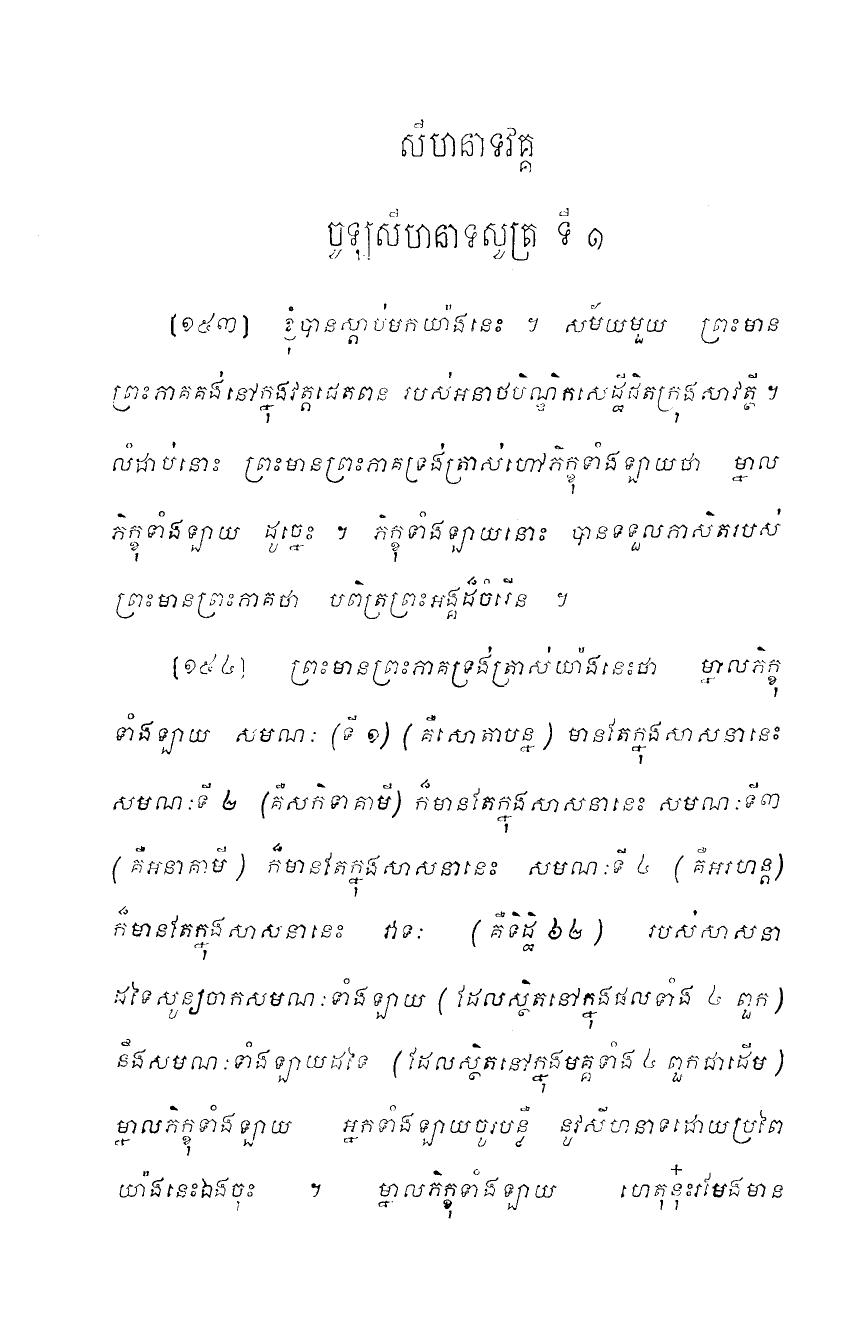 សីហនាទវគ្គ
ចូឡសីហនាទសូត្រ ទី ១
[១៥៣] ខ្ញុំបានស្តាប់មកយ៉ាងនេះ ។ សម័យមួយ ព្រះមាន
ព្រះភាគគង់នៅក្នុងវត្តជេតពន របស់អនាថបិណ្ឌិកសេដ្ឋីជិតក្រុងសាវត្ថី ។
លំដាប់នោះ ព្រះមានព្រះភាគទ្រង់ត្រាស់ហៅភិក្ខុទាំងឡាយថា ម្នាល
ភិក្ខុទាំងឡាយ ដូច្នេះ ។ ភិក្ខុទាំងឡាយនោះ បានទទួលភាសិតរបស់
ព្រះមានព្រះភាគថា បពិត្រព្រះអង្គដ៏ចំរើន ។
[១៥៤] ព្រះមានព្រះភាគទ្រង់ត្រាស់យ៉ាងនេះថា ម្នាលភិក្ខុ
ទាំងឡាយ សមណៈ (ទី ១) (គឺសោតាបន្ន) មានតែក្នុងសាសនានេះ
សមណៈទី ២ (គឺសកិទាគាមី) ក៏មានតែក្នុងសាសនានេះ សមណៈទី៣
(គឺអនាគាមី) ក៏មានតែក្នុងសាសនានេះ សមណៈទី ៤ (គឺអរហន្ត)
ក៏មានតែក្នុងសាសនានេះ វាទៈ (គឺទិដ្ឋិ ៦២) របស់សាសនា
ដទៃសូន្យចាកសមណៈទាំងឡាយ (ដែលស្ថិតនៅក្នុងផលទាំង ៤ ពួក)
នឹងសមណៈទាំងឡាយដទៃ (ដែលស្ថិតនៅក្នុងមគ្គទាំង ៤ ពួកជាដើម)
ម្នាលភិក្ខុទាំងឡាយ អ្នកទាំងឡាយចូរបន្លឺ នូវសីហនាទដោយប្រពៃ
យ៉ាងនេះឯងចុះ ។ ម្នាលភិក្ខុទាំងឡាយ ហេតុនុ៎ះរមែងមាន